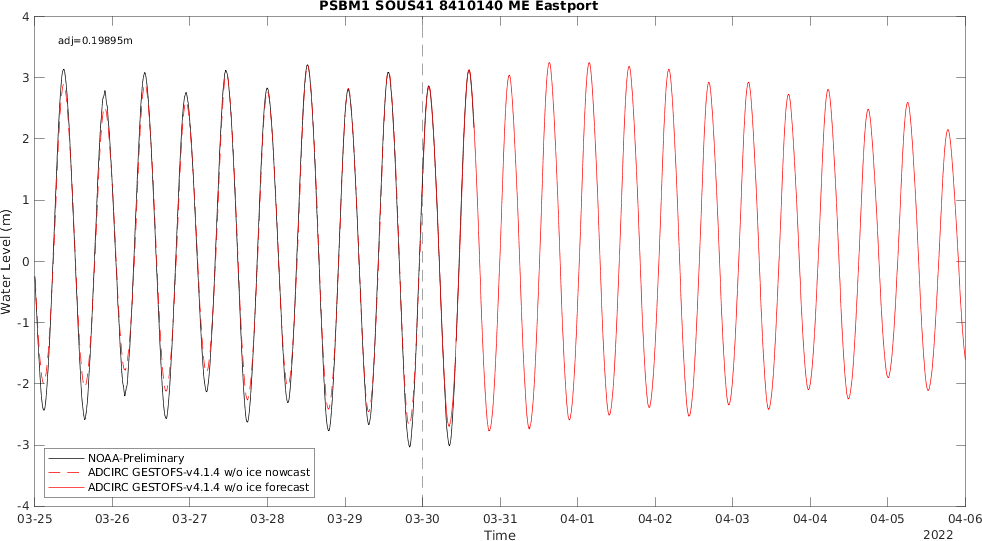 PSBM1 SOUS41 8410140 ME Eastport
adj=0.19895m
4
3
2
1
0
-1
-2
-3
-4
Water Level (m)
NOAA-Preliminary
ADCIRC GESTOFS-v4.1.4 w/o ice nowcast
ADCIRC GESTOFS-v4.1.4 w/o ice forecast
03-25 03-26 03-27 03-28 03-29 03-30 03-31 04-01 04-02 04-03 04-04 04-05 04-06
Time
2022